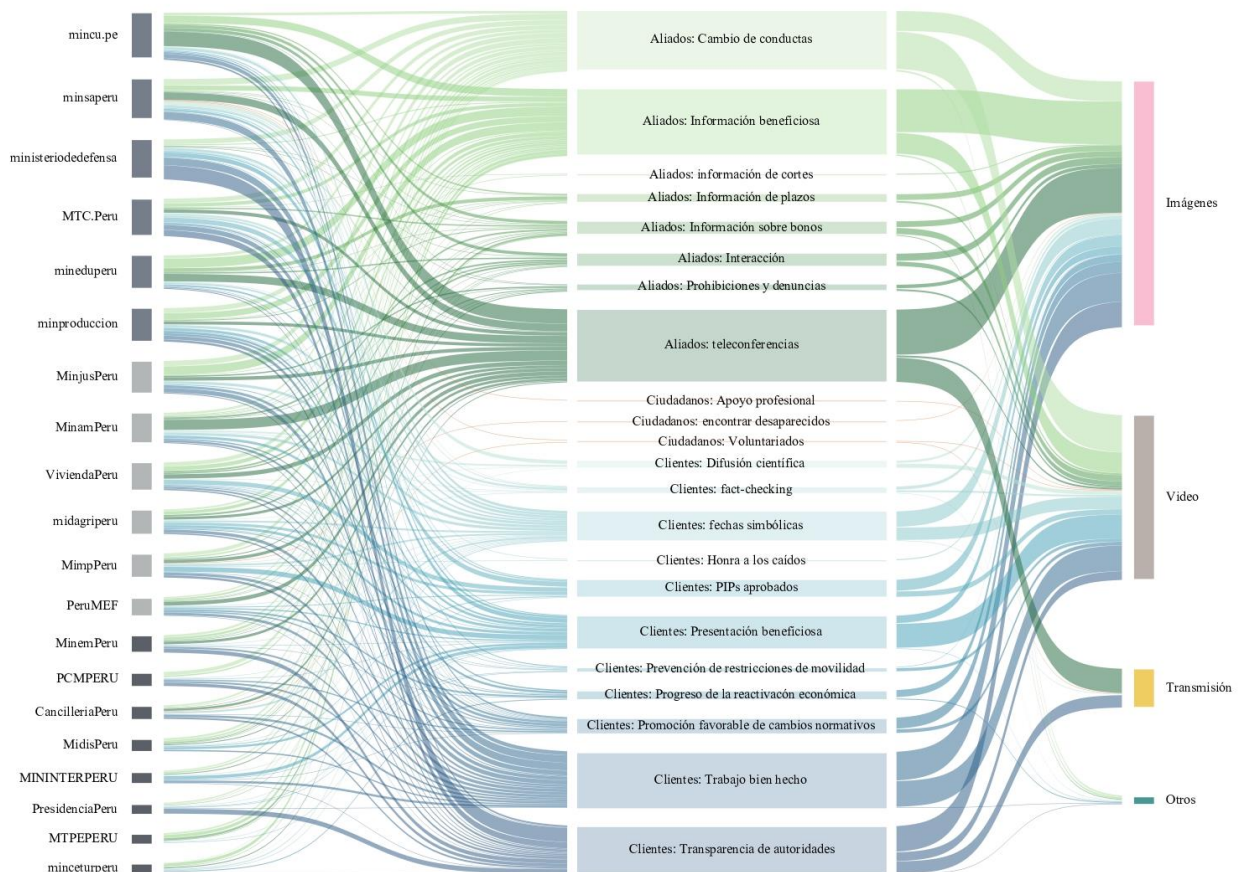 mincu.pe
minsaperu
ministeriodedefensa
MTC.Peru
mineduperu
minproduccion
MinjusPeru
MinamPeru
ViviendaPeru
midagriperu
MimpPeru
PeruMEF
MinemPeru
PCMPERU
CancilleriaPeru
MidisPeru
MININTERPERU
PresidenciaPeru
MTPEPERU
minceturperu
Aliados: Cambio de conductas
Aliados: Información beneficiosa
Aliados: información de cortes
Aliados: Información de plazos
Aliados: Información sobre bonos
Aliados: Interacción
Aliados: Prohibiciones y denuncias
Aliados: teleconferencias
Ciudadanos: Apoyo profesional
Ciudadanos: encontrar desaparecidos
Ciudadanos: Voluntariados
Clientes: Difusión científica
Clientes: fact-checking
Clientes: fechas simbólicas
Clientes: Honra a los caídos
Clientes: PIPs aprobados
Clientes: Presentación beneficiosa
Clientes: Prevención de restricciones de movilidad
Clientes: Progreso de la reactivacón económica
Clientes: Promoción favorable de cambios normativos
Clientes: Trabajo bien hecho
Clientes: Transparencia de autoridades
Imágenes
Video
Transmisión
Otros